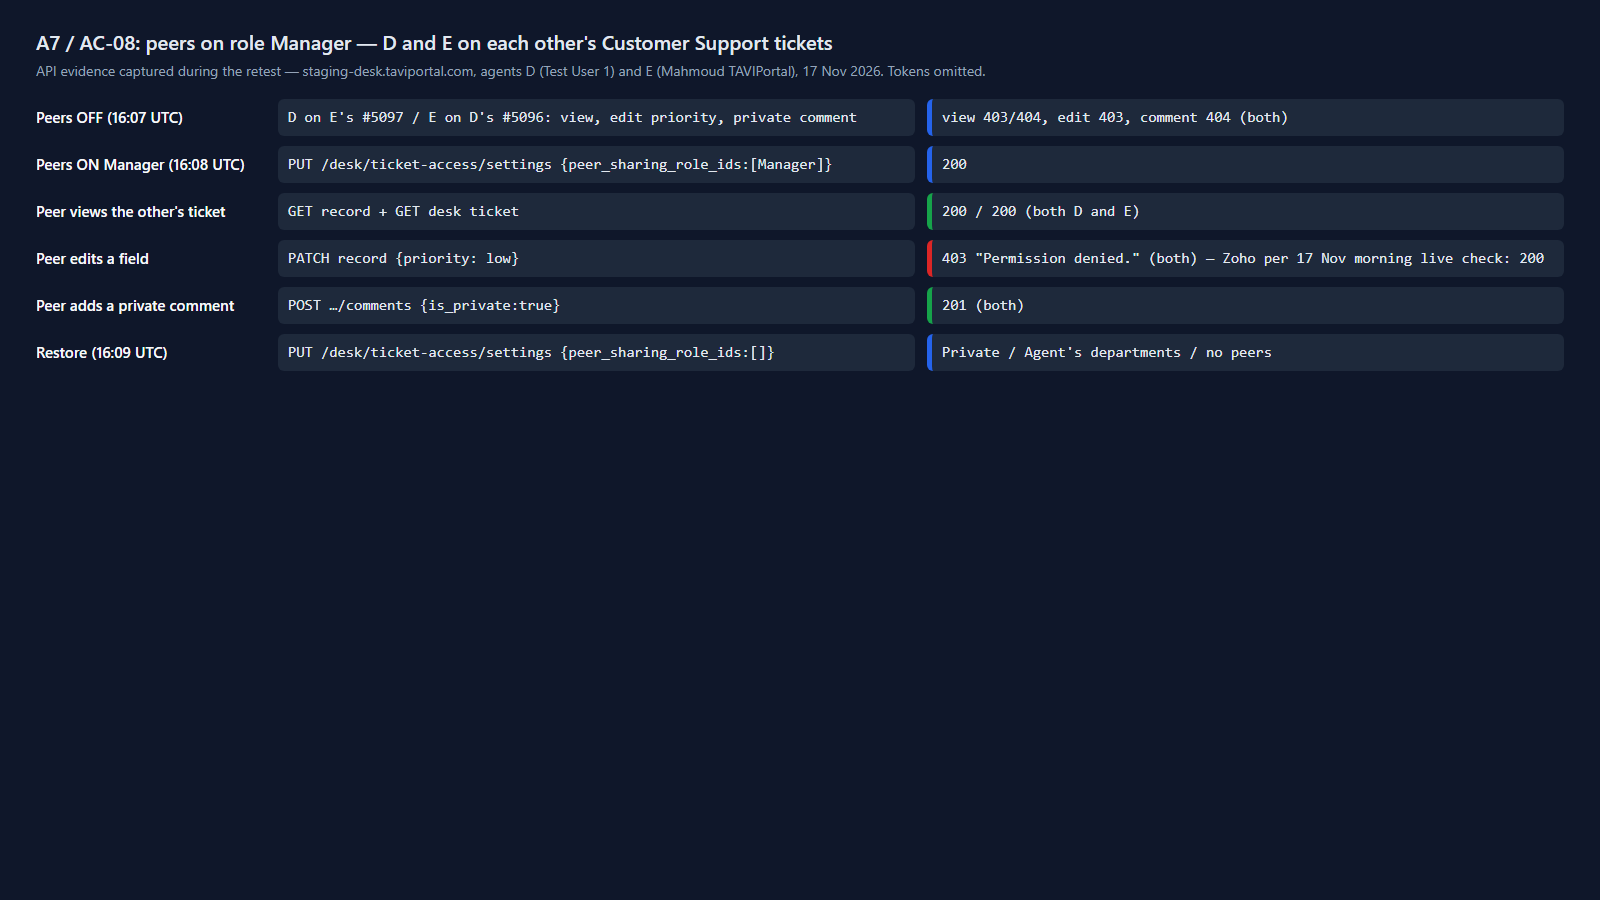 A7 / AC-08: peers on role Manager — D and E on each other's Customer Support tickets
API evidence captured during the retest — staging-desk.taviportal.com, agents D (Test User 1) and E (Mahmoud TAVIPortal), 17 Nov 2026. Tokens omitted.
Peers OFF (16:07 UTC) D on E's #5097 / E on D's #5096: view, edit priority, private comment view 403/404, edit 403, comment 404 (both)
Peers ON Manager (16:08 UTC) PUT /desk/ticket-access/settings {peer_sharing_role_ids:[Manager]} 200
Peer views the other's ticket GET record + GET desk ticket 200 / 200 (both D and E)
Peer edits a field PATCH record {priority: low} 403 "Permission denied." (both) — Zoho per 17 Nov morning live check: 200
Peer adds a private comment POST …/comments {is_private:true} 201 (both)
Restore (16:09 UTC) PUT /desk/ticket-access/settings {peer_sharing_role_ids:[]} Private / Agent's departments / no peers